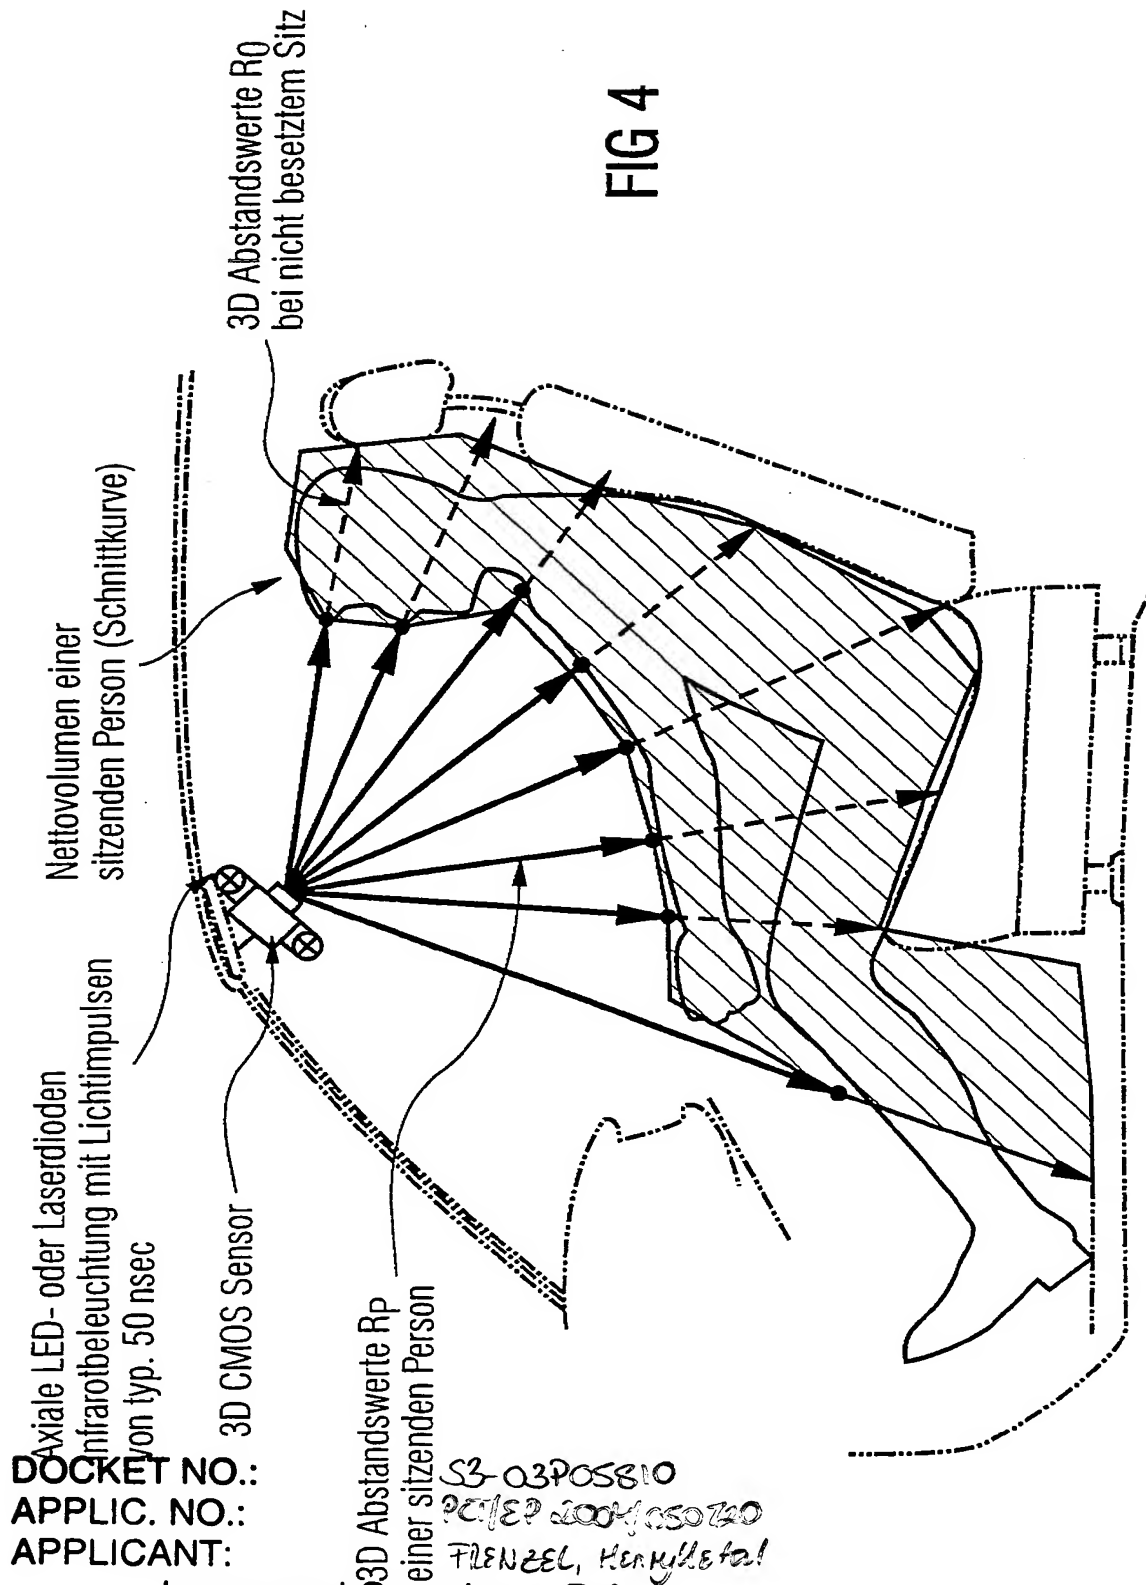 3D Abstandswerte R0
bei nicht besetztem Sitz
FIG 4
Nettovolumen einer
sitzenden Person (Schnittkurve)
Axiale LED- oder Laserdioden
Infrarotbeleuchtung mit Lichtimpulsen
von typ. 50 nsec
3D CMOS Sensor
3D Abstandswerte RP
einer sitzenden Person
DOCKET NO.: S3-03P05810
APPLIC. NO.: PCT/EP 2004/050720
APPLICANT: FRENZEL, Henry et al